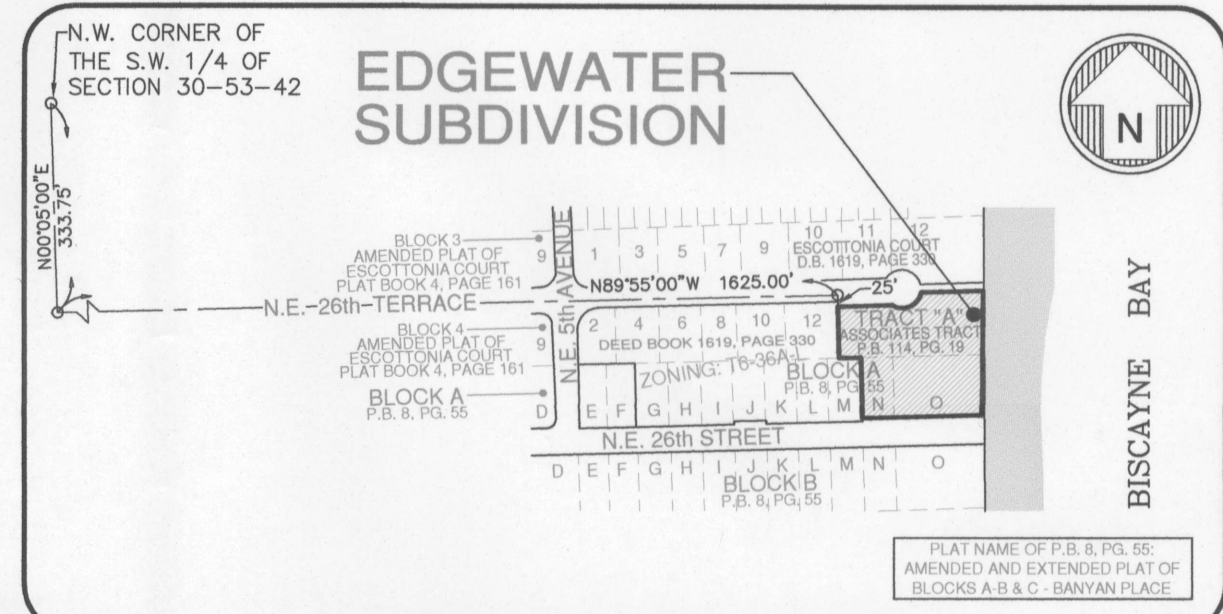 N.W. CORNER OF
THE S.W. 1/4 OF
SECTION 30-53-42
EDGEWATER
SUBDIVISION
N
N00°05'00"E
333.75'
BLOCK 3
AMENDED PLAT OF
ESCOTTONIA COURT
PLAT BOOK 4, PAGE 161
9
N.E. 5th AVENUE
1 3 5 7 9 10 11 12
ESCOTTONIA COURT
D.B. 1619, PAGE 330
N89°55'00"W 1625.00'
25'
N.E.-26th-TERRACE
BLOCK 4
AMENDED PLAT OF
ESCOTTONIA COURT
PLAT BOOK 4, PAGE 161
9
2 4 6 8 10 12
DEED BOOK 1619, PAGE 330
TRACT "A"
ASSOCIATES TRACT
P.B. 114, PG. 19
ZONING: T6-36A-L
BLOCK A
P.B. 8, PG. 55
BLOCK A
P.B. 8, PG. 55
D E F G H I J K L M N O
N.E. 26th STREET
D E F G H I J K L M N O
BLOCK B
P.B. 8, PG. 55
BISCAYNE BAY
PLAT NAME OF P.B. 8, PG. 55:
AMENDED AND EXTENDED PLAT OF
BLOCKS A-B & C - BANYAN PLACE